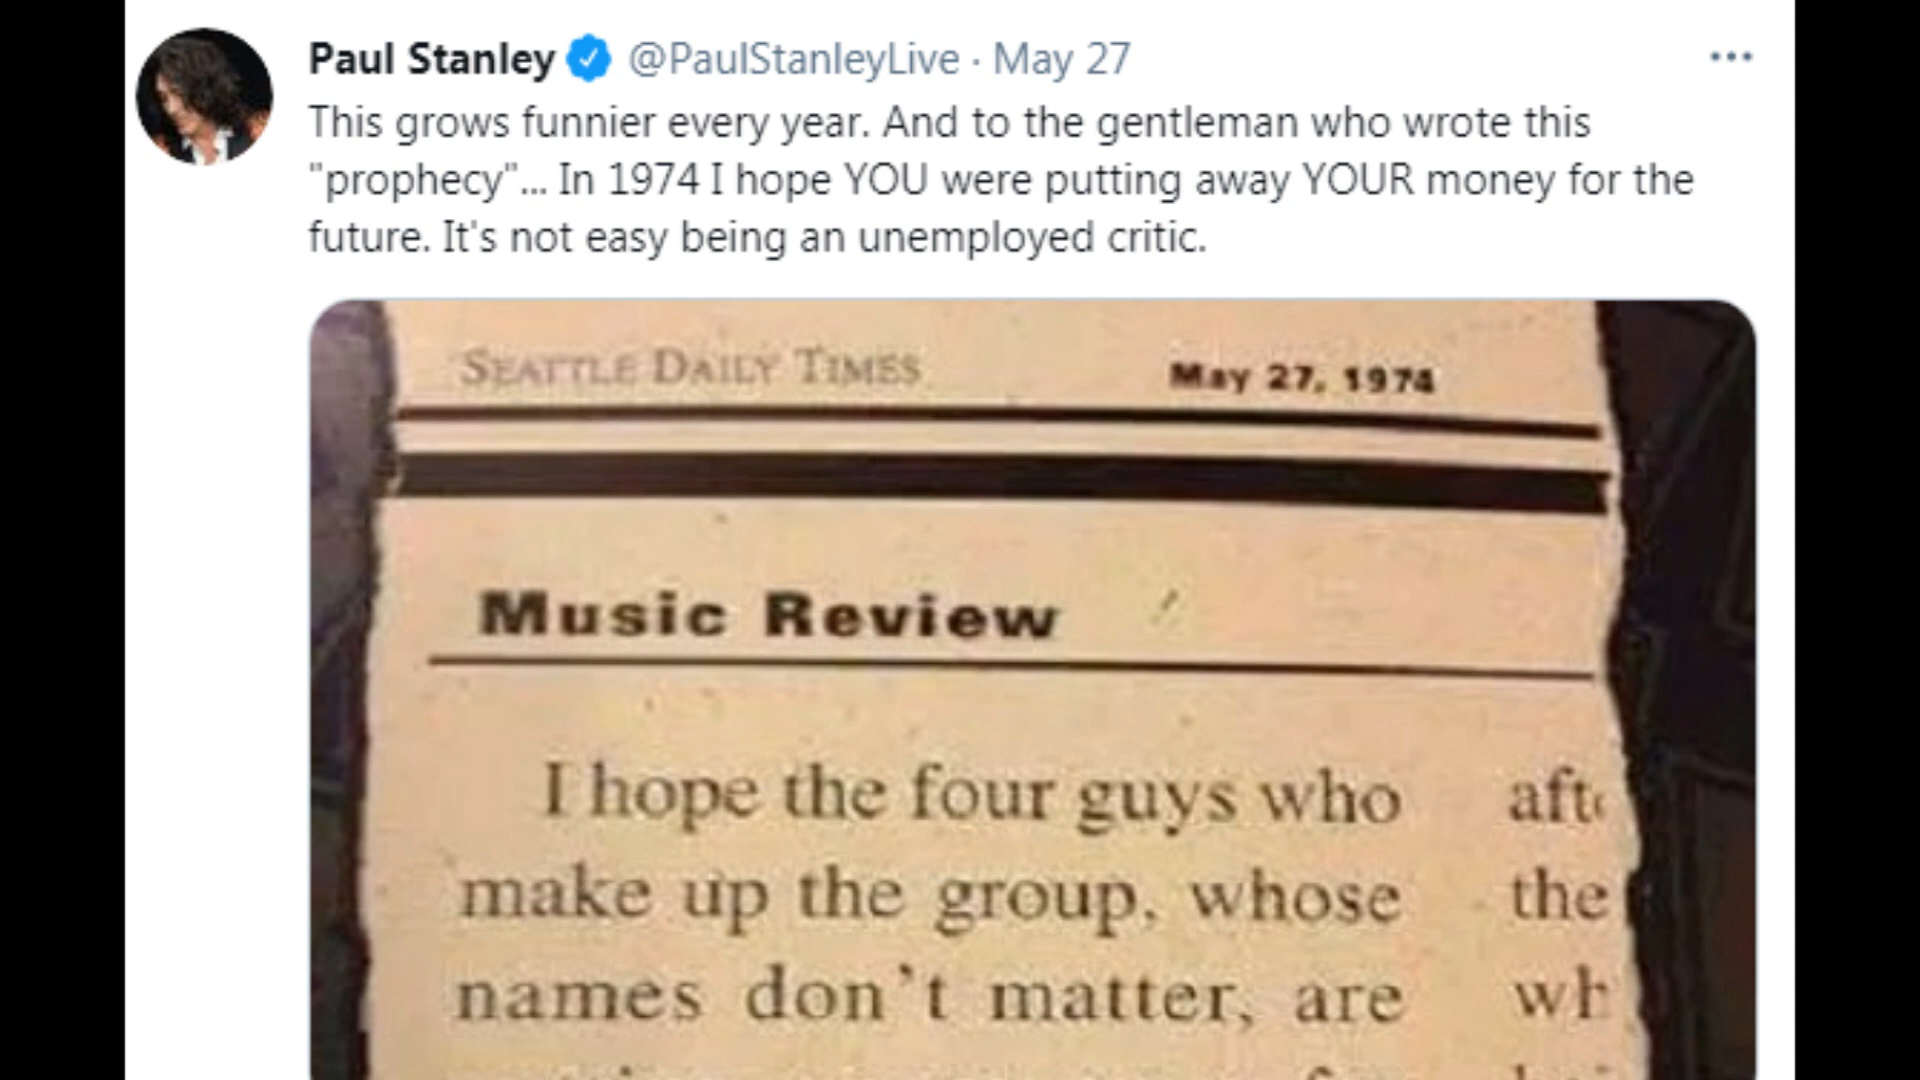 Paul Stanley @PaulStanleyLive · May 27
This grows funnier every year. And to the gentleman who wrote this
"prophecy"... In 1974 I hope YOU were putting away YOUR money for the
future. It's not easy being an unemployed critic.
SEATTLE DAILY TIMES May 27, 1974
Music Review
I hope the four guys who
make up the group, whose
names don't matter, are
the